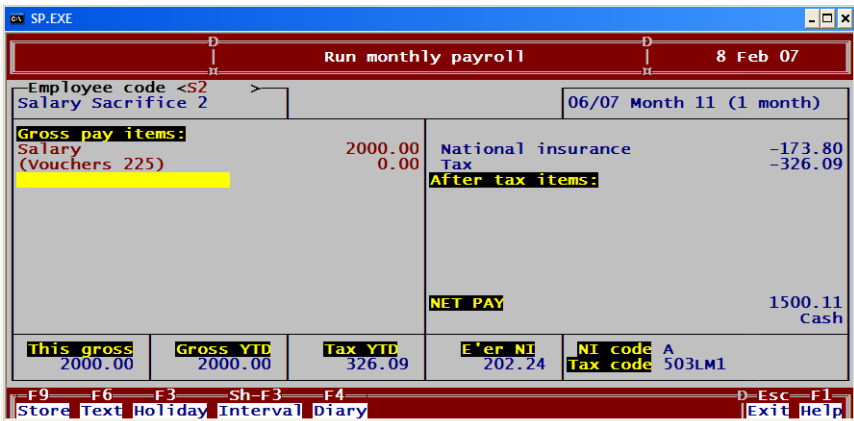 SP.EXE
Run monthly payroll 8 Feb 07
Employee code <S2 >
Salary Sacrifice 2 06/07 Month 11 (1 month)
Gross pay items:
Salary 2000.00
(Vouchers 225) 0.00
National insurance -173.80
Tax -326.09
After tax items:
NET PAY 1500.11
Cash
This gross Gross YTD Tax YTD E'er NI NI code A
2000.00 2000.00 326.09 202.24 Tax code 503LM1
F9 F6 F3 Sh-F3 F4 D Esc F1
Store Text Holiday Interval Diary Exit Help